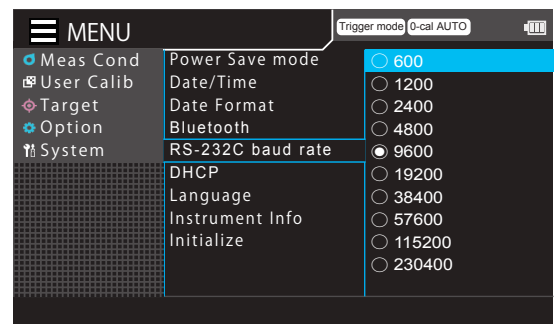 MENU
Trigger mode 0-cal AUTO
Meas Cond
User Calib
Target
Option
System
Power Save mode
Date/Time
Date Format
Bluetooth
RS-232C baud rate
DHCP
Language
Instrument Info
Initialize
600
1200
2400
4800
9600
19200
38400
57600
115200
230400